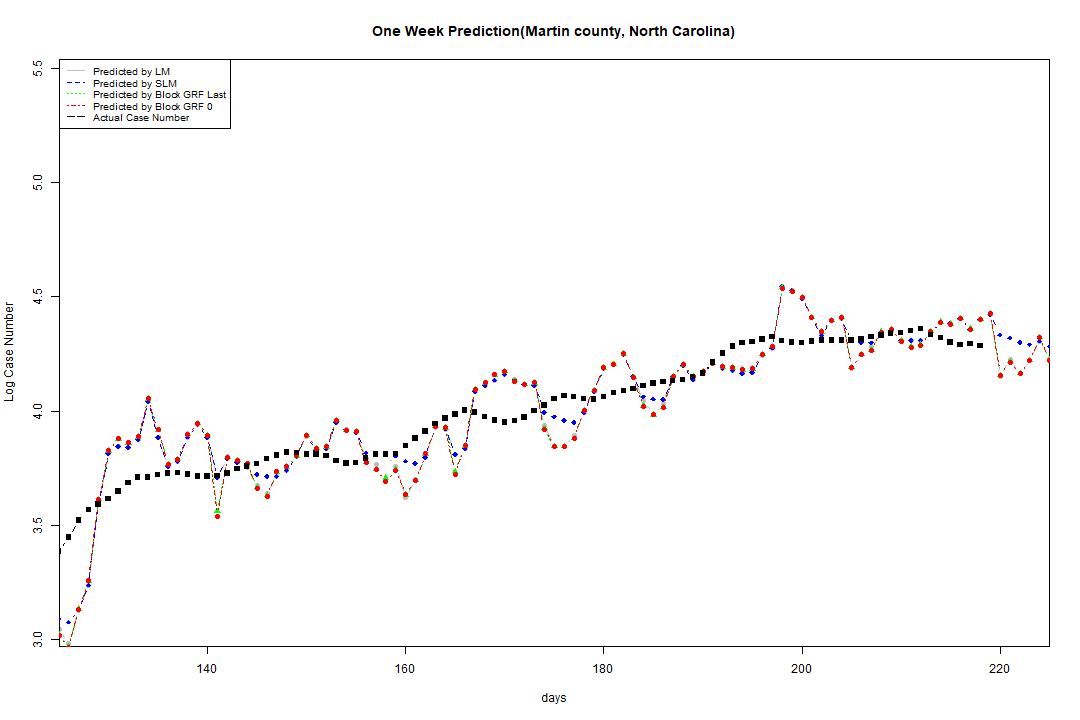 One Week Prediction(Martin county, North Carolina)
Predicted by LM
Predicted by SLM
Predicted by Block GRF Last
Predicted by Block GRF 0
Actual Case Number
5.5
5.0
4.5
4.0
3.5
3.0
Log Case Number
140 160 180 200 220
days